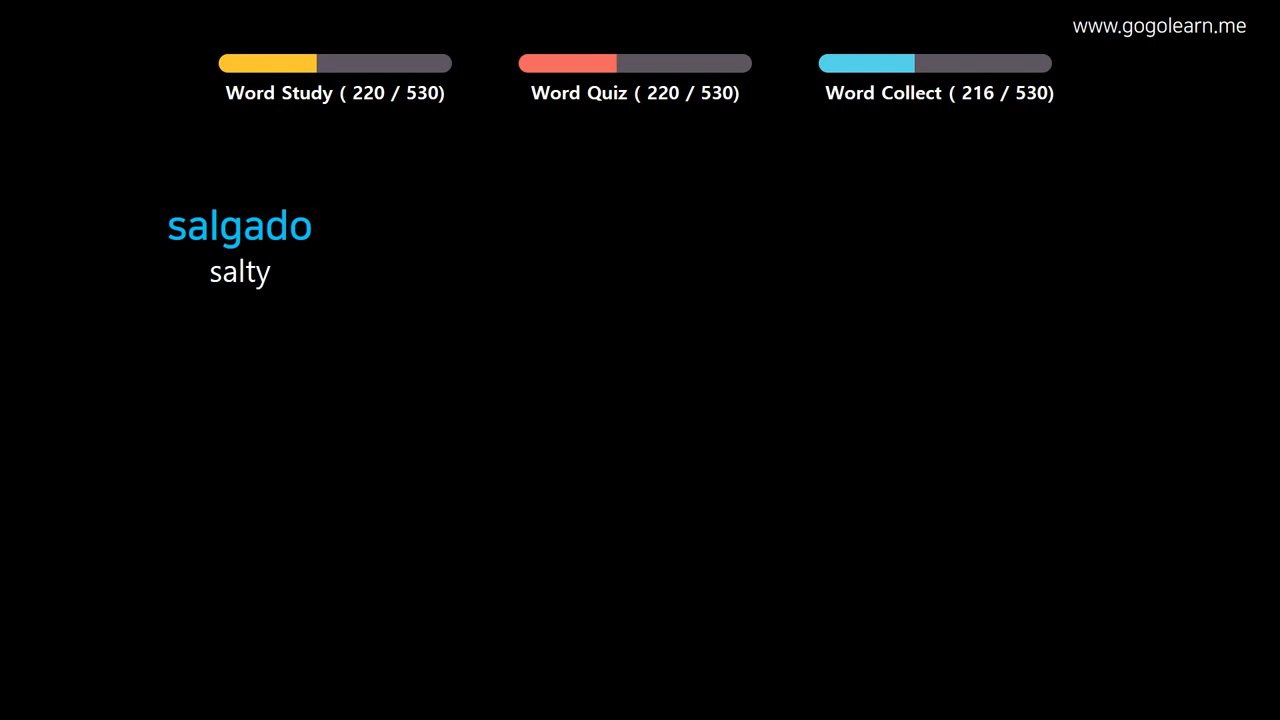 www.gogolearn.me
Word Study ( 220 / 530)
Word Quiz ( 220 / 530)
Word Collect ( 216 / 530)
salgado
salty